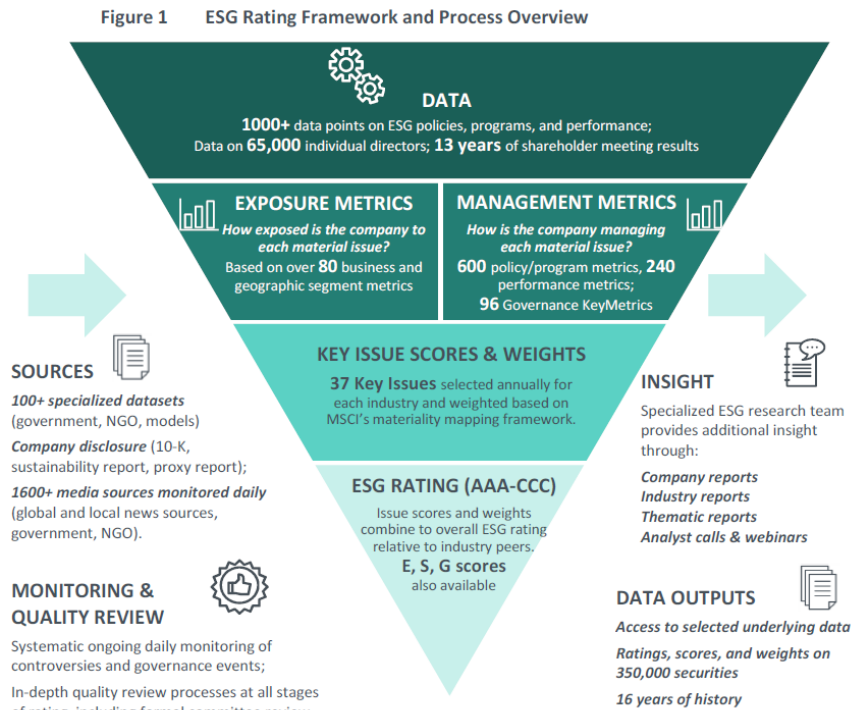 Figure 1 ESG Rating Framework and Process Overview
DATA
1000+ data points on ESG policies, programs, and performance;
Data on 65,000 individual directors; 13 years of shareholder meeting results
EXPOSURE METRICS
How exposed is the company to
each material issue?
Based on over 80 business and
geographic segment metrics
MANAGEMENT METRICS
How is the company managing
each material issue?
600 policy/program metrics, 240
performance metrics;
96 Governance KeyMetrics
KEY ISSUE SCORES & WEIGHTS
37 Key Issues selected annually for
each industry and weighted based on
MSCI's materiality mapping framework.
ESG RATING (AAA-CCC)
Issue scores and weights
combine to overall ESG rating
relative to industry peers.
E, S, G scores
also available
SOURCES
100+ specialized datasets
(government, NGO, models)
Company disclosure (10-K,
sustainability report, proxy report);
1600+ media sources monitored daily
(global and local news sources,
government, NGO).
MONITORING &
QUALITY REVIEW
Systematic ongoing daily monitoring of
controversies and governance events;
In-depth quality review processes at all stages
of rating, including formal committee review
INSIGHT
Specialized ESG research team
provides additional insight
through:
Company reports
Industry reports
Thematic reports
Analyst calls & webinars
DATA OUTPUTS
Access to selected underlying data
Ratings, scores, and weights on
350,000 securities
16 years of history